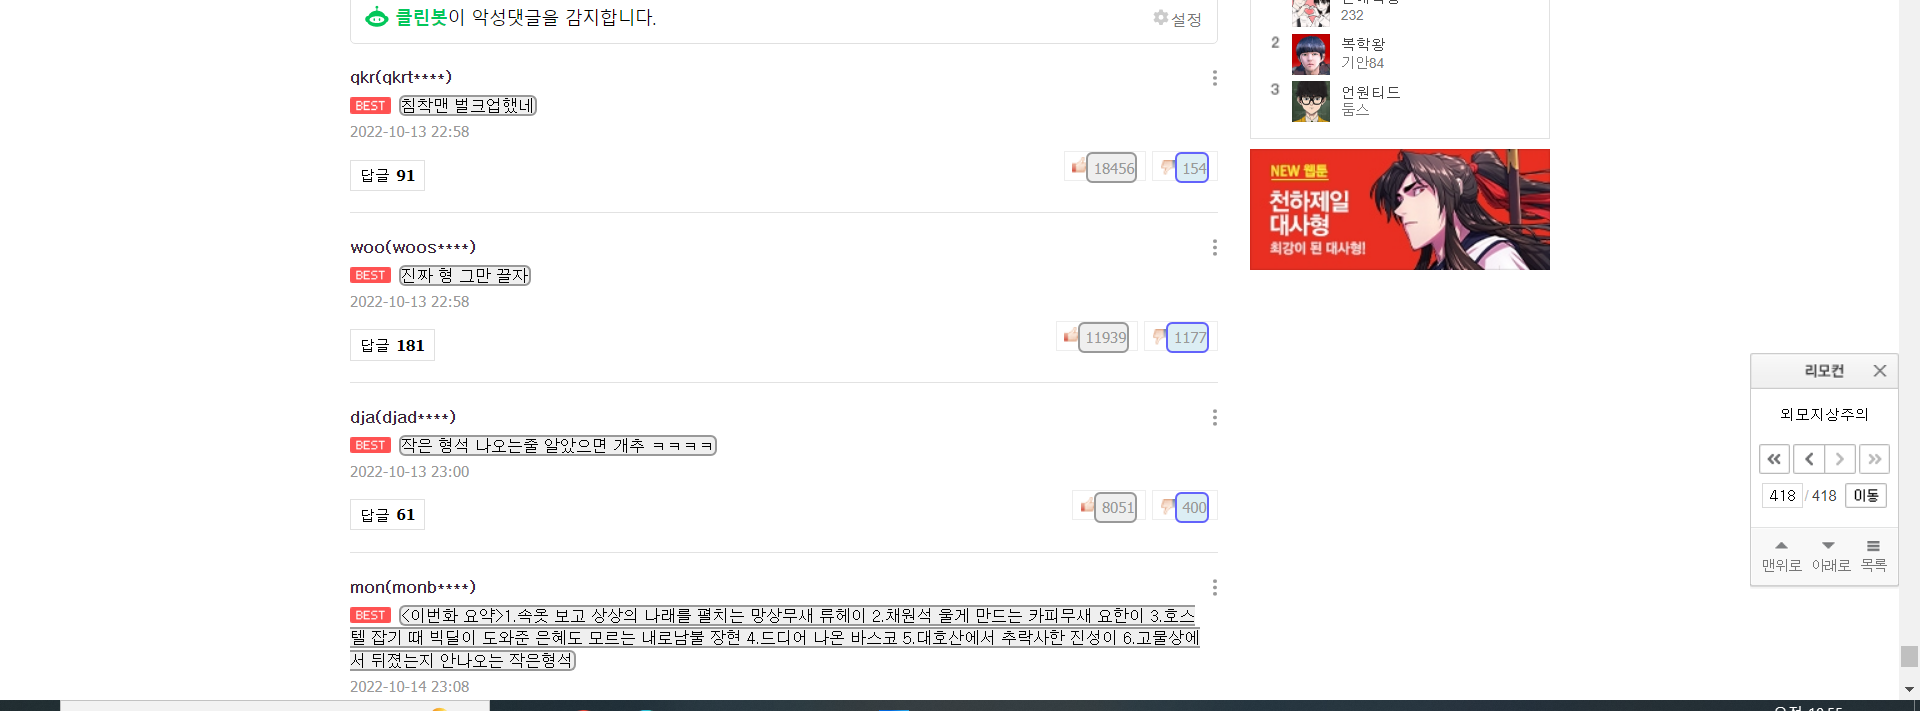 클린봇이 악성댓글을 감지합니다.
설정
qkr(qkrt****)
BEST 침착맨 벌크업했네
2022-10-13 22:58
답글 91
18456
154
woo(woos****)
BEST 진짜 형 그만 끌자
2022-10-13 22:58
답글 181
11939
1177
dja(djad****)
BEST 작은 형석 나오는줄 알았으면 개추 ㅋㅋㅋㅋ
2022-10-13 23:00
답글 61
8051
400
mon(monb****)
BEST <이번화 요약>1.속옷 보고 상상의 나래를 펼치는 망상무새 류헤이 2.채원석 울게 만드는 카피무새 요한이 3.호스
텔 잡기 때 빅딜이 도와준 은혜도 모르는 내로남불 장현 4.드디어 나온 바스코 5.대호산에서 추락사한 진성이 6.고물상에
서 뒤졌는지 안나오는 작은형석
2022-10-14 23:08
232
2 복학왕
기안84
3 언원티드
둠스
NEW 웹툰
천하제일
대사형
최강이 된 대사형!
리모컨
외모지상주의
418 / 418 이동
맨위로 아래로 목록